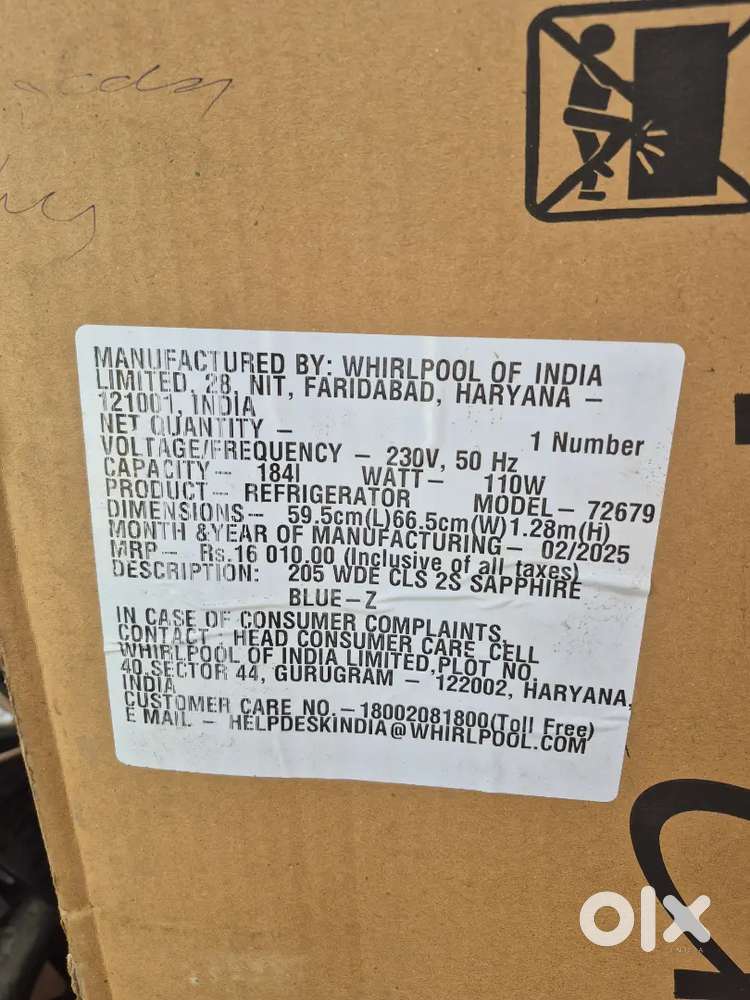 MANUFACTURED BY: WHIRLPOOL OF INDIA
LIMITED, 28, NIT, FARIDABAD, HARYANA –
121001, INDIA
NET QUANTITY – 1 Number
VOLTAGE/FREQUENCY – 230V, 50 Hz
CAPACITY – 184l WATT – 110W
PRODUCT – REFRIGERATOR MODEL – 72679
DIMENSIONS – 59.5cm(L)66.5cm(W)1.28m(H)
MONTH &YEAR OF MANUFACTURING – 02/2025
MRP – Rs.16 010.00 (Inclusive of all taxes)
DESCRIPTION: 205 WDE CLS 2S SAPPHIRE
BLUE–Z
IN CASE OF CONSUMER COMPLAINTS,
CONTACT : HEAD CONSUMER CARE CELL
WHIRLPOOL OF INDIA LIMITED,PLOT NO.
40,SECTOR 44, GURUGRAM – 122002, HARYANA,
INDIA
CUSTOMER CARE NO.–18002081800(Toll Free)
E MAIL – HELPDESKINDIA@WHIRLPOOL.COM
olx